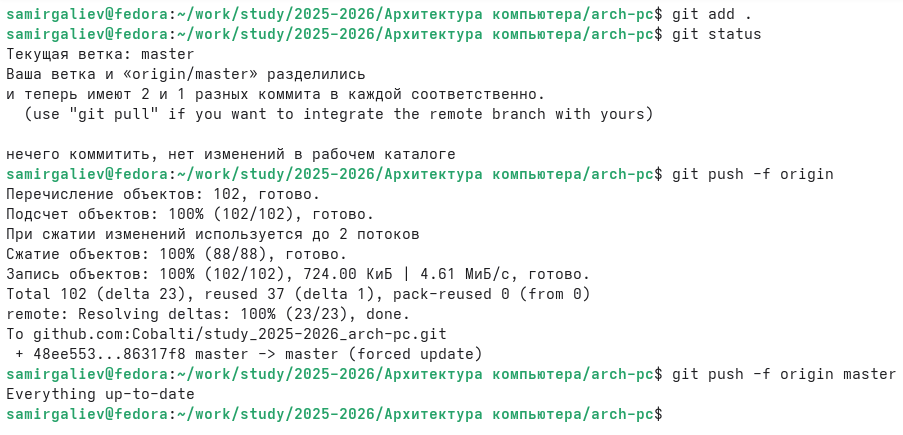 samirgaliev@fedora:~/work/study/2025-2026/Архитектура компьютера/arch-pc$ git add .
samirgaliev@fedora:~/work/study/2025-2026/Архитектура компьютера/arch-pc$ git status
Текущая ветка: master
Ваша ветка и «origin/master» разделились
и теперь имеют 2 и 1 разных коммита в каждой соответственно.
  (use "git pull" if you want to integrate the remote branch with yours)

нечего коммитить, нет изменений в рабочем каталоге
samirgaliev@fedora:~/work/study/2025-2026/Архитектура компьютера/arch-pc$ git push -f origin
Перечисление объектов: 102, готово.
Подсчет объектов: 100% (102/102), готово.
При сжатии изменений используется до 2 потоков
Сжатие объектов: 100% (88/88), готово.
Запись объектов: 100% (102/102), 724.00 КиБ | 4.61 МиБ/с, готово.
Total 102 (delta 23), reused 37 (delta 1), pack-reused 0 (from 0)
remote: Resolving deltas: 100% (23/23), done.
To github.com:Cobalti/study_2025-2026_arch-pc.git
 + 48ee553...86317f8 master -> master (forced update)
samirgaliev@fedora:~/work/study/2025-2026/Архитектура компьютера/arch-pc$ git push -f origin master
Everything up-to-date
samirgaliev@fedora:~/work/study/2025-2026/Архитектура компьютера/arch-pc$